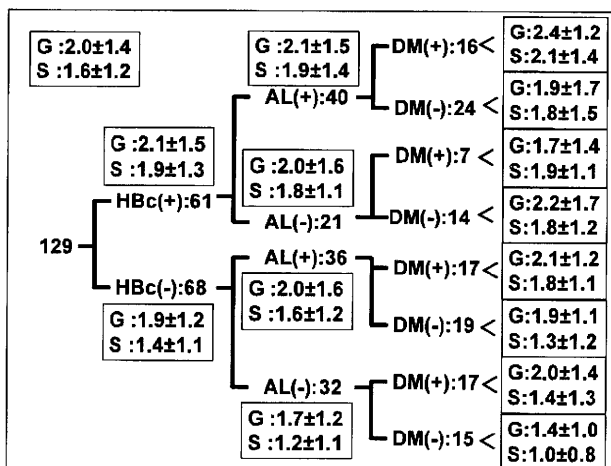 G :2.0±1.4
S :1.6±1.2
G :2.1±1.5
S :1.9±1.4
DM(+):16
G:2.4±1.2
S:2.1±1.4
AL(+):40
DM(-):24
G:1.9±1.7
S:1.8±1.5
G :2.1±1.5
S :1.9±1.3
G :2.0±1.6
S :1.8±1.1
DM(+):7
G:1.7±1.4
S:1.9±1.1
HBc(+):61
AL(-):21
DM(-):14
G:2.2±1.7
S:1.8±1.2
129
AL(+):36
DM(+):17
G:2.1±1.2
S:1.8±1.1
HBc(-):68
G :2.0±1.6
S :1.6±1.2
G :1.9±1.2
S :1.4±1.1
DM(-):19
G:1.9±1.1
S:1.3±1.2
AL(-):32
DM(+):17
G:2.0±1.4
S:1.4±1.3
G :1.7±1.2
S :1.2±1.1
DM(-):15
G:1.4±1.0
S:1.0±0.8